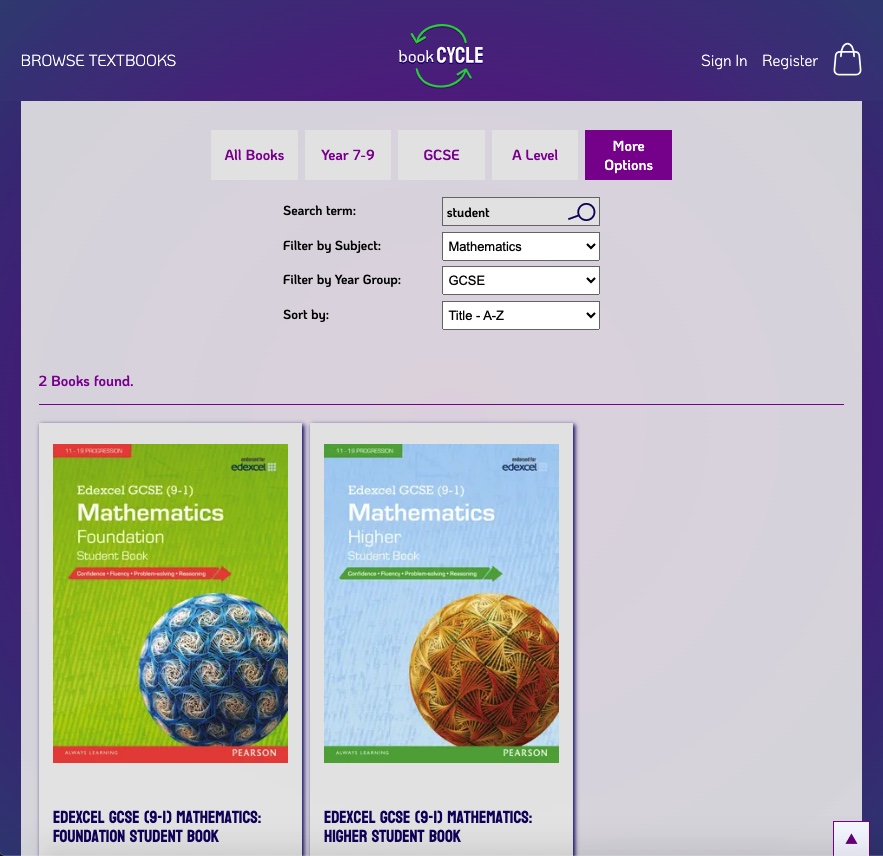 BROWSE TEXTBOOKS
book CYCLE
Sign In Register
All Books
Year 7-9
GCSE
A Level
More
Options
Search term:
student
Filter by Subject:
Mathematics
Filter by Year Group:
GCSE
Sort by:
Title - A-Z
2 Books found.
11 - 19 PROGRESSION
endorsed for
edexcel
Edexcel GCSE (9-1)
Mathematics
Foundation
Student Book
Confidence • Fluency • Problem-solving • Reasoning
ALWAYS LEARNING
PEARSON
EDEXCEL GCSE (9-1) MATHEMATICS:
FOUNDATION STUDENT BOOK
11 - 19 PROGRESSION
endorsed for
edexcel
Edexcel GCSE (9-1)
Mathematics
Higher
Student Book
Confidence • Fluency • Problem-solving • Reasoning
ALWAYS LEARNING
PEARSON
EDEXCEL GCSE (9-1) MATHEMATICS:
HIGHER STUDENT BOOK